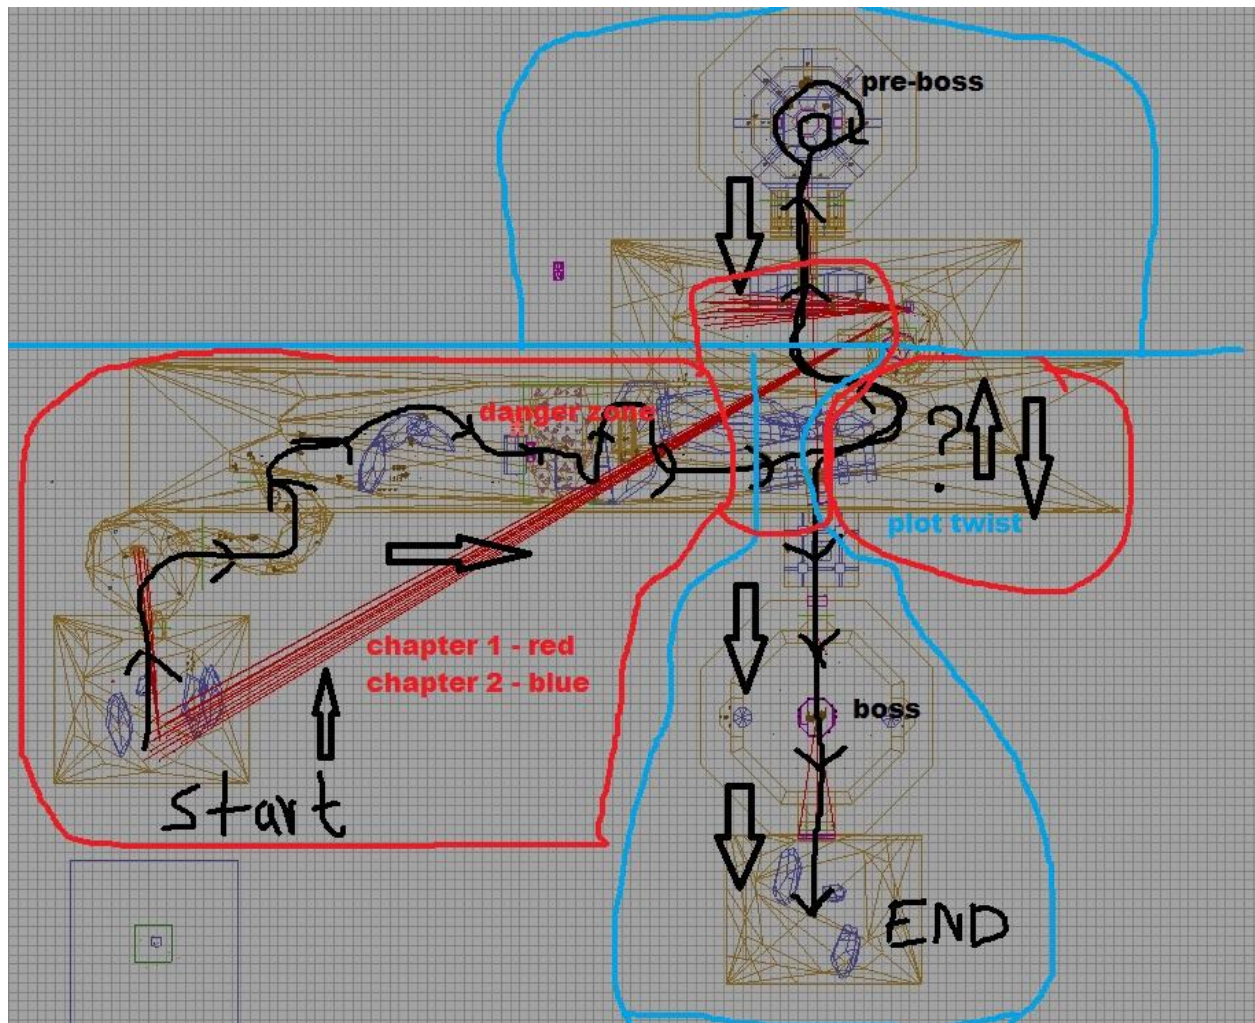 pre-boss
danger zone
?
plot twist
chapter 1 - red
chapter 2 - blue
boss
Start
END